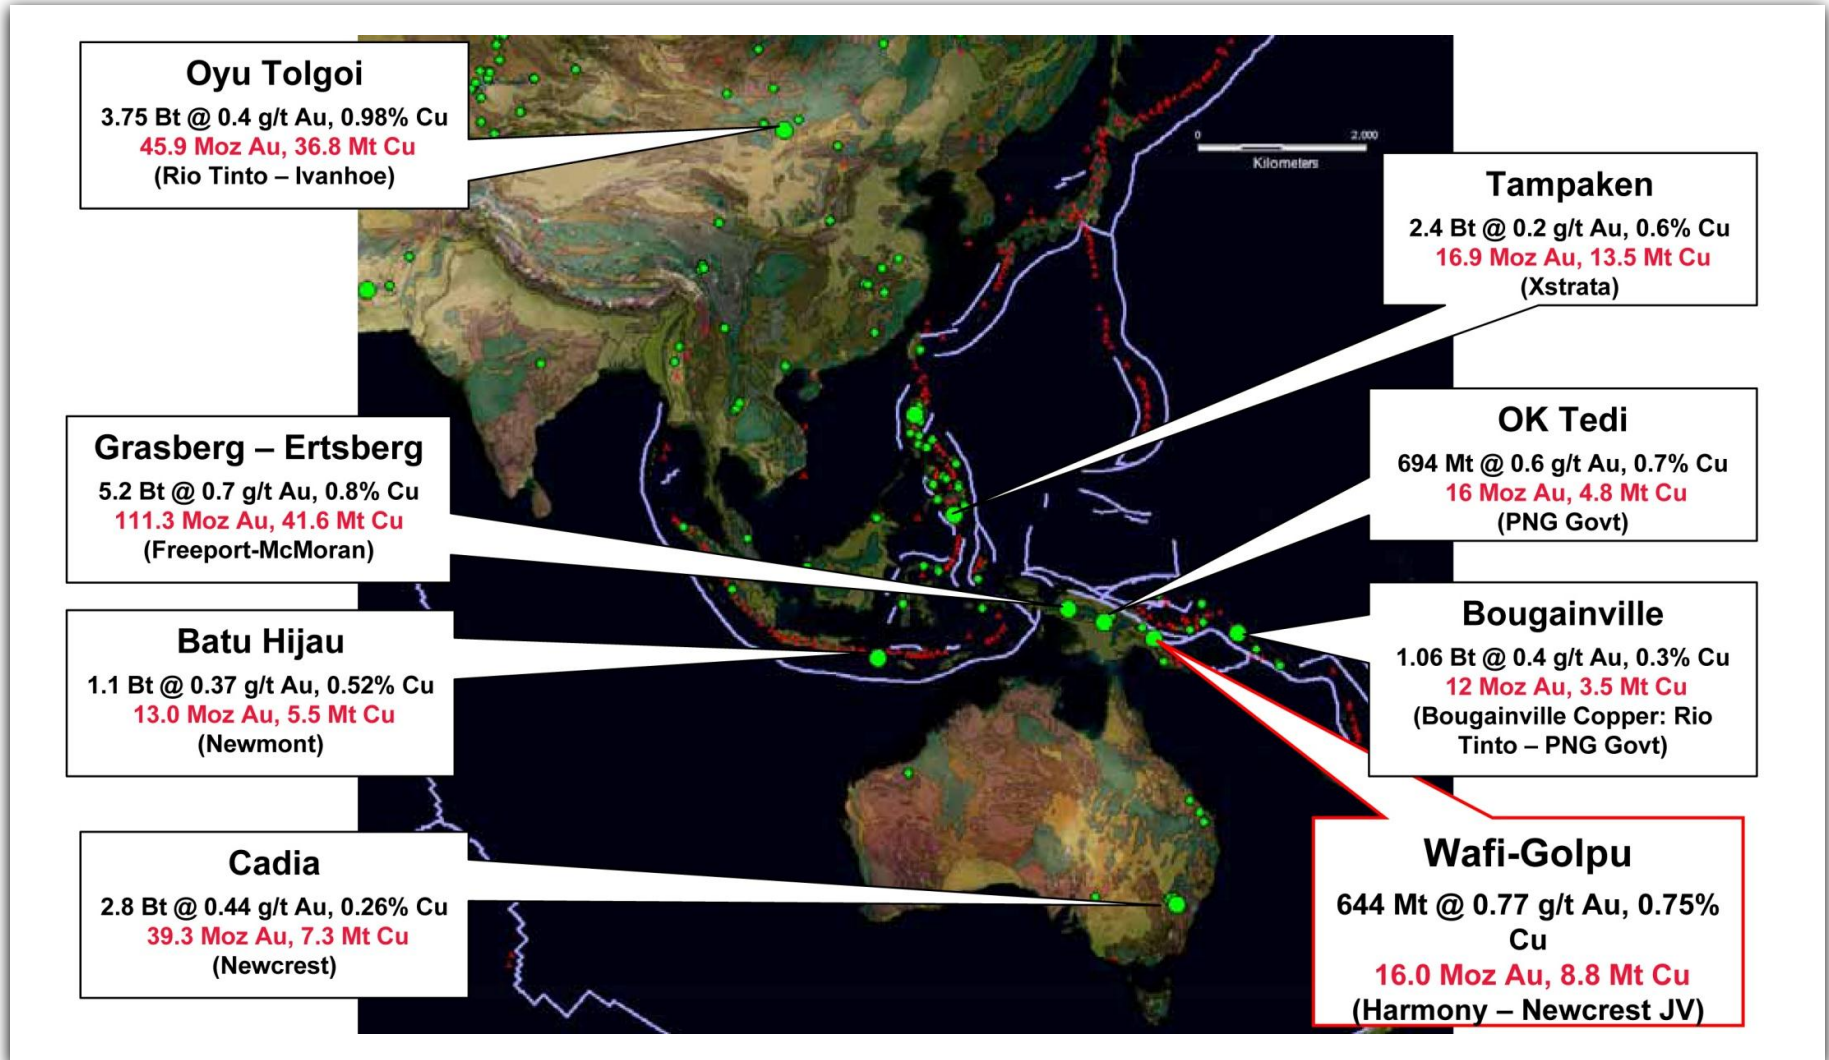 Oyu Tolgoi
3.75 Bt @ 0.4 g/t Au, 0.98% Cu
45.9 Moz Au, 36.8 Mt Cu
(Rio Tinto – Ivanhoe)
0 2,000
Kilometers
Tampaken
2.4 Bt @ 0.2 g/t Au, 0.6% Cu
16.9 Moz Au, 13.5 Mt Cu
(Xstrata)
Grasberg – Ertsberg
5.2 Bt @ 0.7 g/t Au, 0.8% Cu
111.3 Moz Au, 41.6 Mt Cu
(Freeport-McMoran)
OK Tedi
694 Mt @ 0.6 g/t Au, 0.7% Cu
16 Moz Au, 4.8 Mt Cu
(PNG Govt)
Batu Hijau
1.1 Bt @ 0.37 g/t Au, 0.52% Cu
13.0 Moz Au, 5.5 Mt Cu
(Newmont)
Bougainville
1.06 Bt @ 0.4 g/t Au, 0.3% Cu
12 Moz Au, 3.5 Mt Cu
(Bougainville Copper: Rio
Tinto – PNG Govt)
Cadia
2.8 Bt @ 0.44 g/t Au, 0.26% Cu
39.3 Moz Au, 7.3 Mt Cu
(Newcrest)
Wafi-Golpu
644 Mt @ 0.77 g/t Au, 0.75%
Cu
16.0 Moz Au, 8.8 Mt Cu
(Harmony – Newcrest JV)